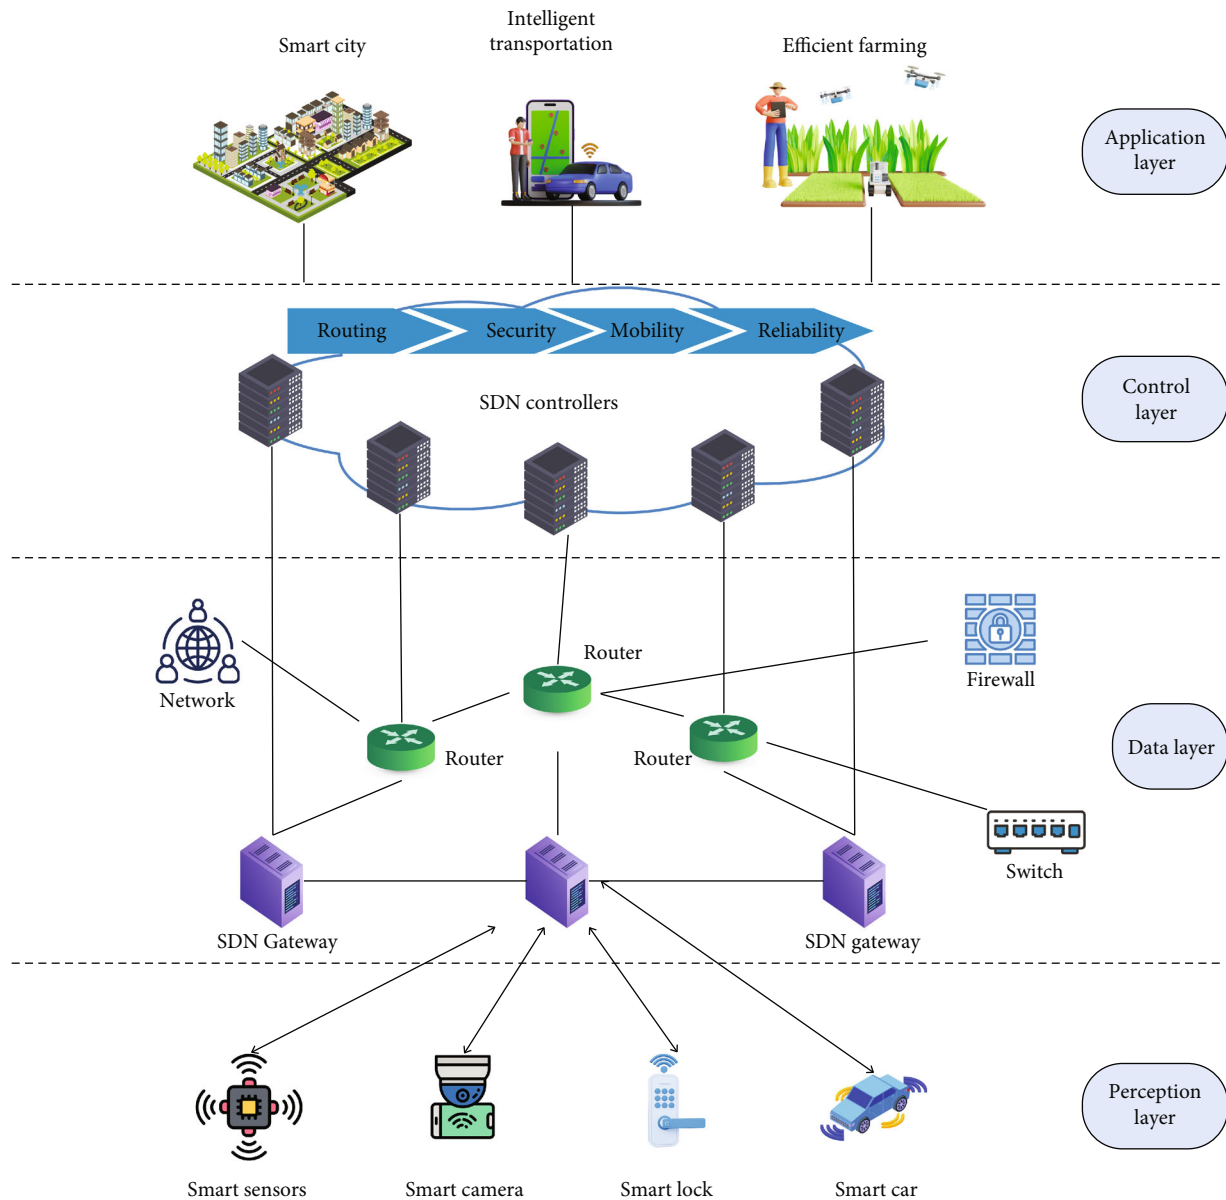 Smart city
Intelligent
transportation
Efficient farming
Application
layer
Routing
Security
Mobility
Reliability
SDN controllers
Control
layer
Network
Router
Router
Router
Firewall
Data layer
Switch
SDN Gateway
SDN gateway
Perception
layer
Smart sensors
Smart camera
Smart lock
Smart car